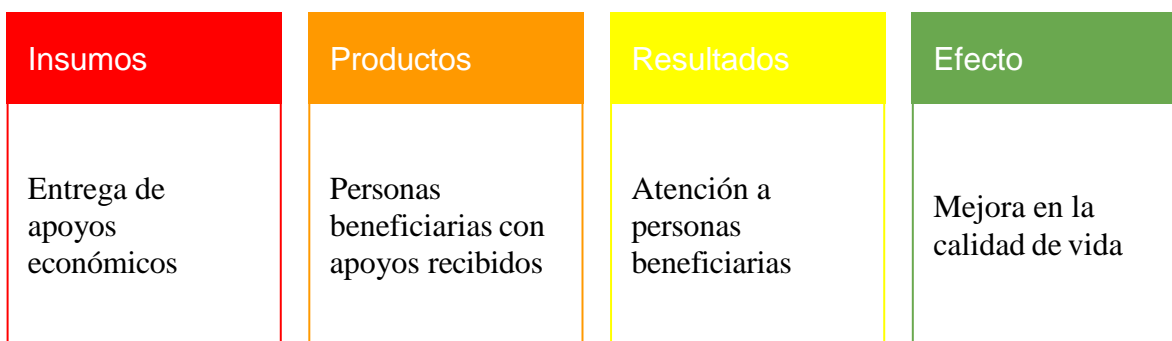 Insumos
Entrega de
apoyos
económicos
Productos
Personas
beneficiarias con
apoyos recibidos
Resultados
Atención a
personas
beneficiarias
Efecto
Mejora en la
calidad de vida